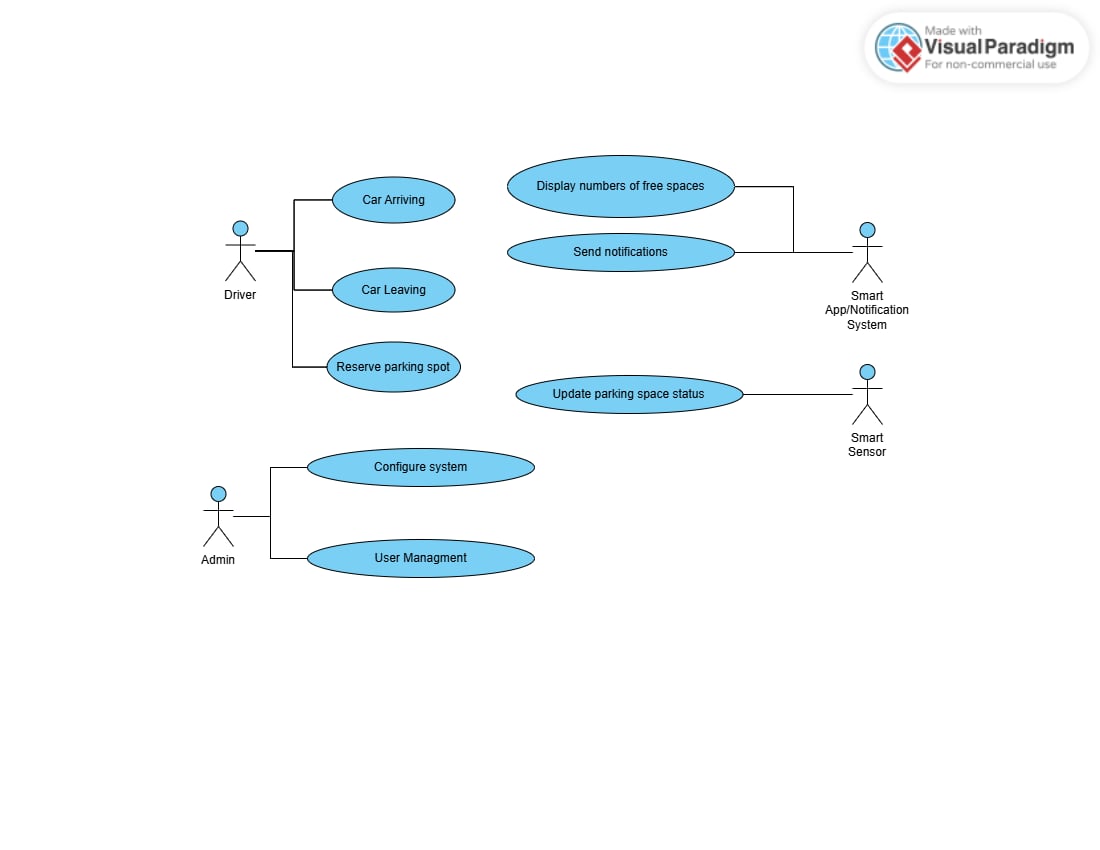 Made with
Visual Paradigm
For non-commercial use
Car Arriving
Display numbers of free spaces
Send notifications
Driver
Car Leaving
Smart
App/Notification
System
Reserve parking spot
Update parking space status
Smart
Sensor
Configure system
Admin
User Managment